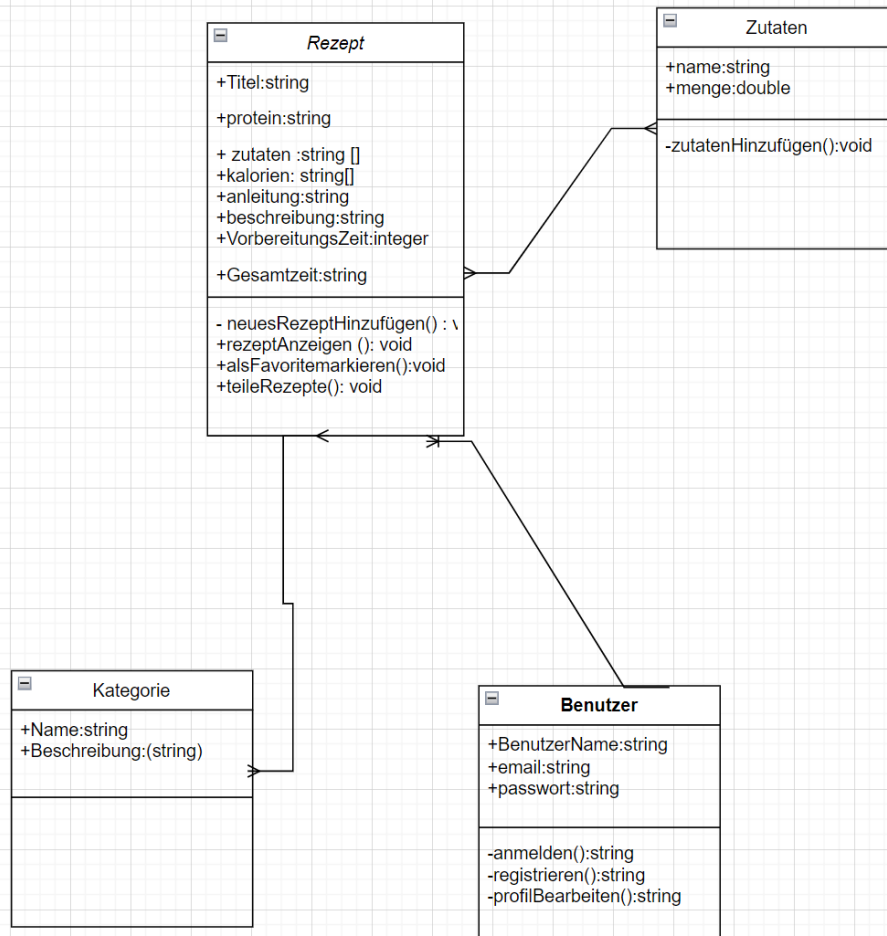 Rezept
+Titel:string
+protein:string
+ zutaten :string []
+kalorien: string[]
+anleitung:string
+beschreibung:string
+VorbereitungsZeit:integer
+Gesamtzeit:string
- neuesRezeptHinzufügen() :
+rezeptAnzeigen (): void
+alsFavoritemarkieren():void
+teileRezepte(): void
Zutaten
+name:string
+menge:double
-zutatenHinzufügen():void
Kategorie
+Name:string
+Beschreibung:(string)
Benutzer
+BenutzerName:string
+email:string
+passwort:string
-anmelden():string
-registrieren():string
-profilBearbeiten():string